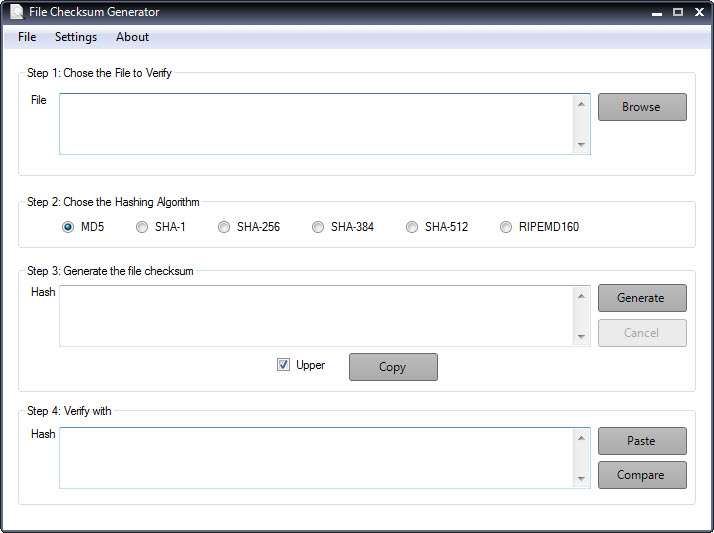 File Checksum Generator
File Settings About
Step 1: Chose the File to Verify
File
Browse
Step 2: Chose the Hashing Algorithm
MD5 SHA-1 SHA-256 SHA-384 SHA-512 RIPEMD160
Step 3: Generate the file checksum
Hash
Generate
Cancel
Upper Copy
Step 4: Verify with
Hash
Paste
Compare